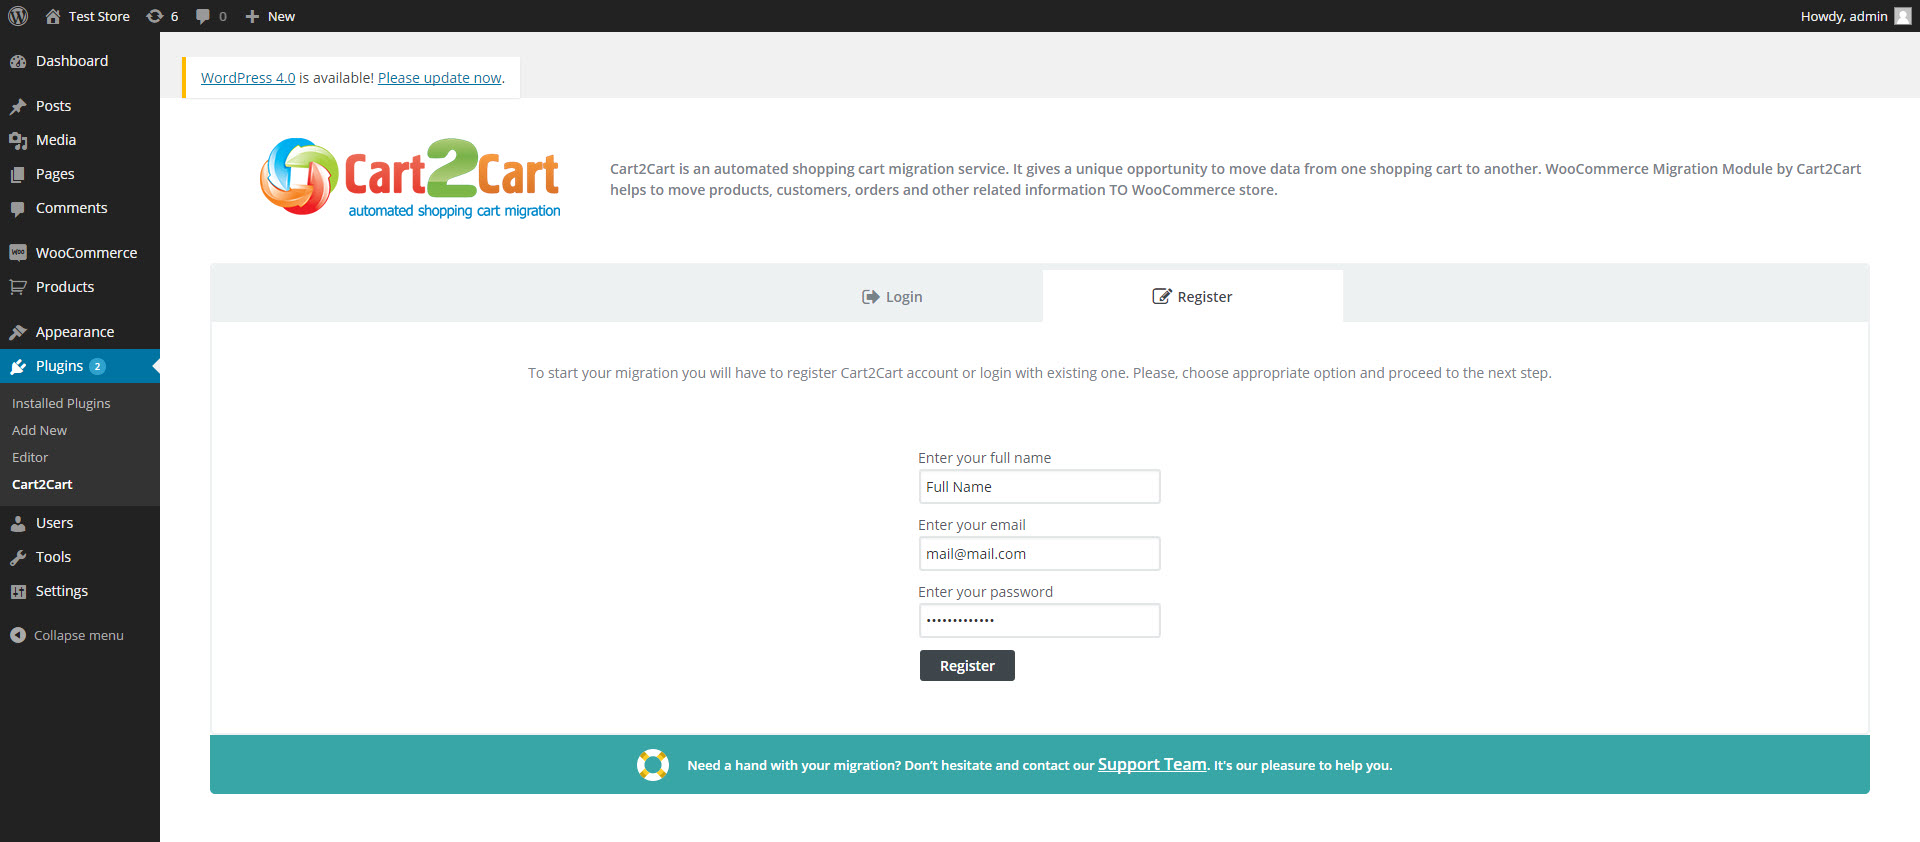 Test Store 6 0 New Howdy, admin
Dashboard
Posts
Media
Pages
Comments
WooCommerce
Products
Appearance
Plugins 2
Installed Plugins
Add New
Editor
Cart2Cart
Users
Tools
Settings
Collapse menu
WordPress 4.0 is available! Please update now.
Cart2Cart
automated shopping cart migration
Cart2Cart is an automated shopping cart migration service. It gives a unique opportunity to move data from one shopping cart to another. WooCommerce Migration Module by Cart2Cart
helps to move products, customers, orders and other related information TO WooCommerce store.
Login Register
To start your migration you will have to register Cart2Cart account or login with existing one. Please, choose appropriate option and proceed to the next step.
Enter your full name
Full Name
Enter your email
mail@mail.com
Enter your password
•••••••••••••
Register
Need a hand with your migration? Don't hesitate and contact our Support Team. It's our pleasure to help you.